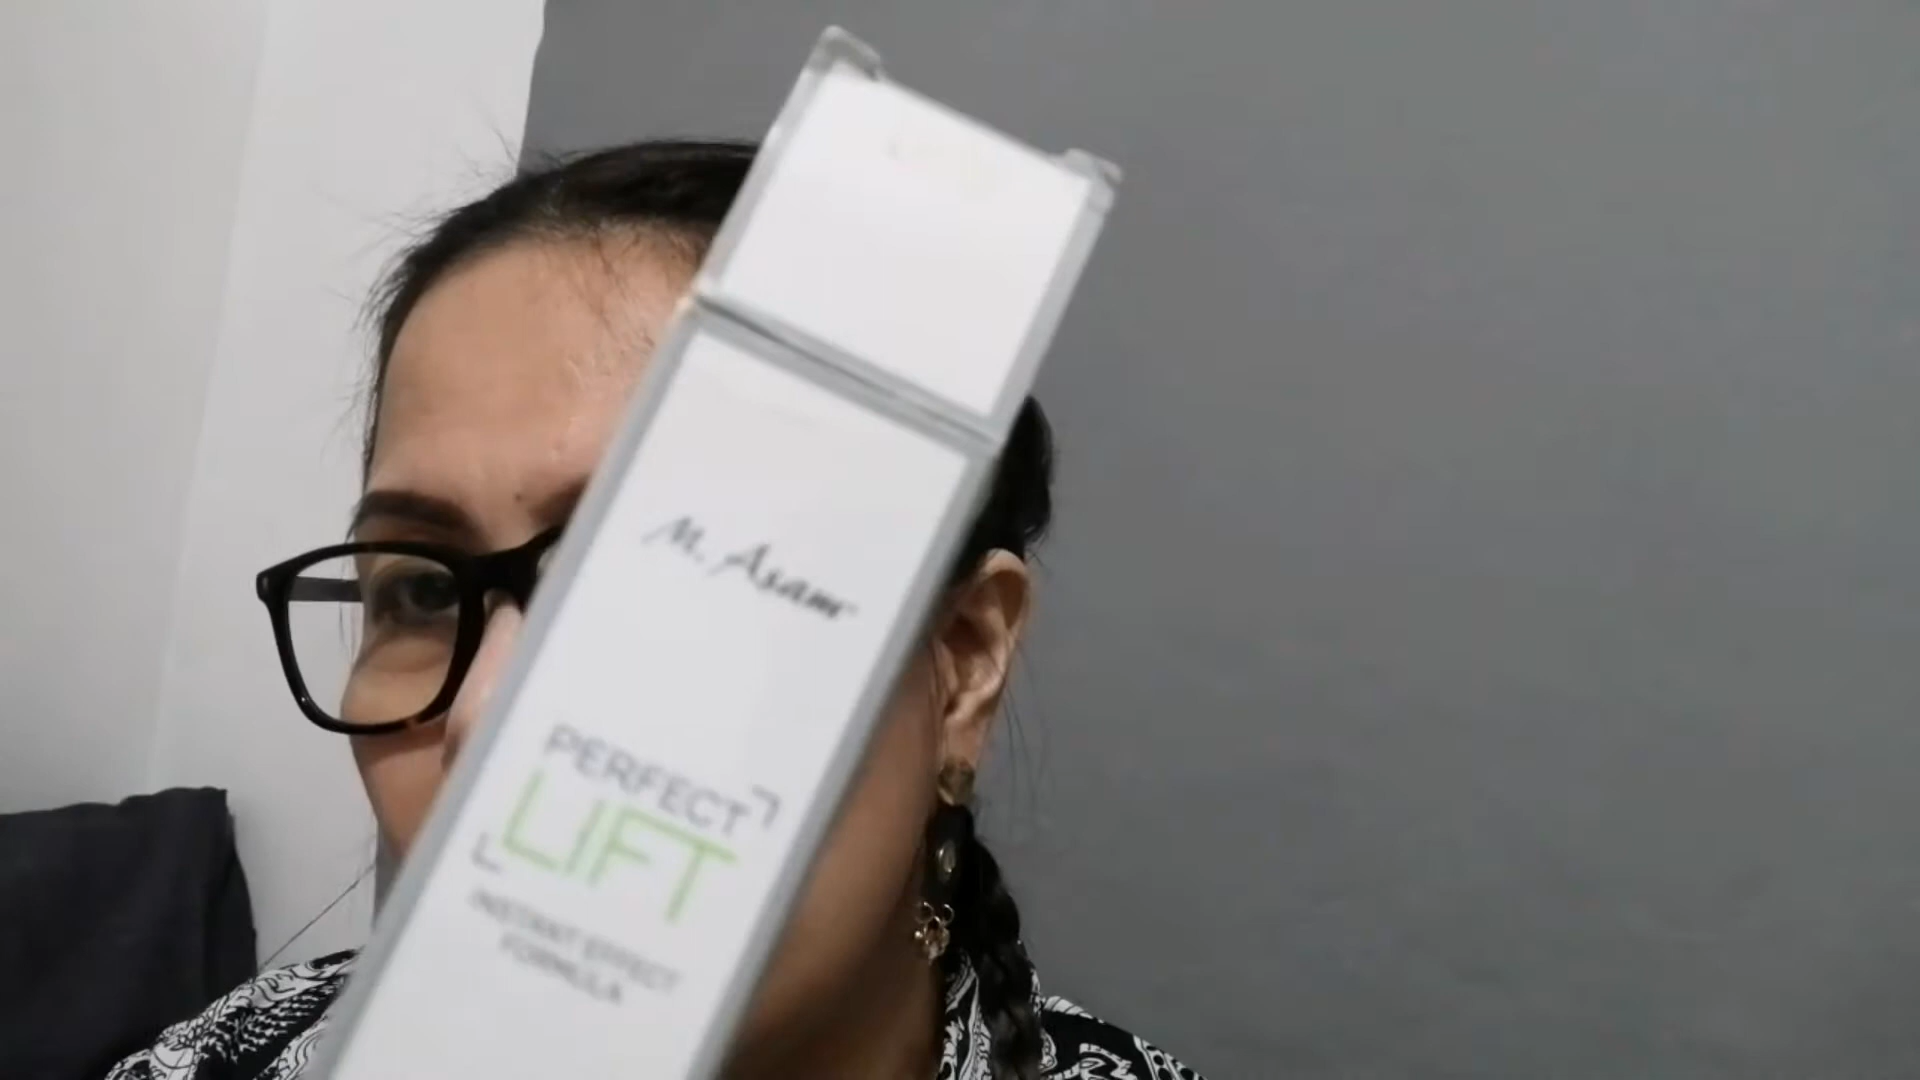 M. Asam
PERFECT
LIFT
INSTANT EFFECT
FORMULA